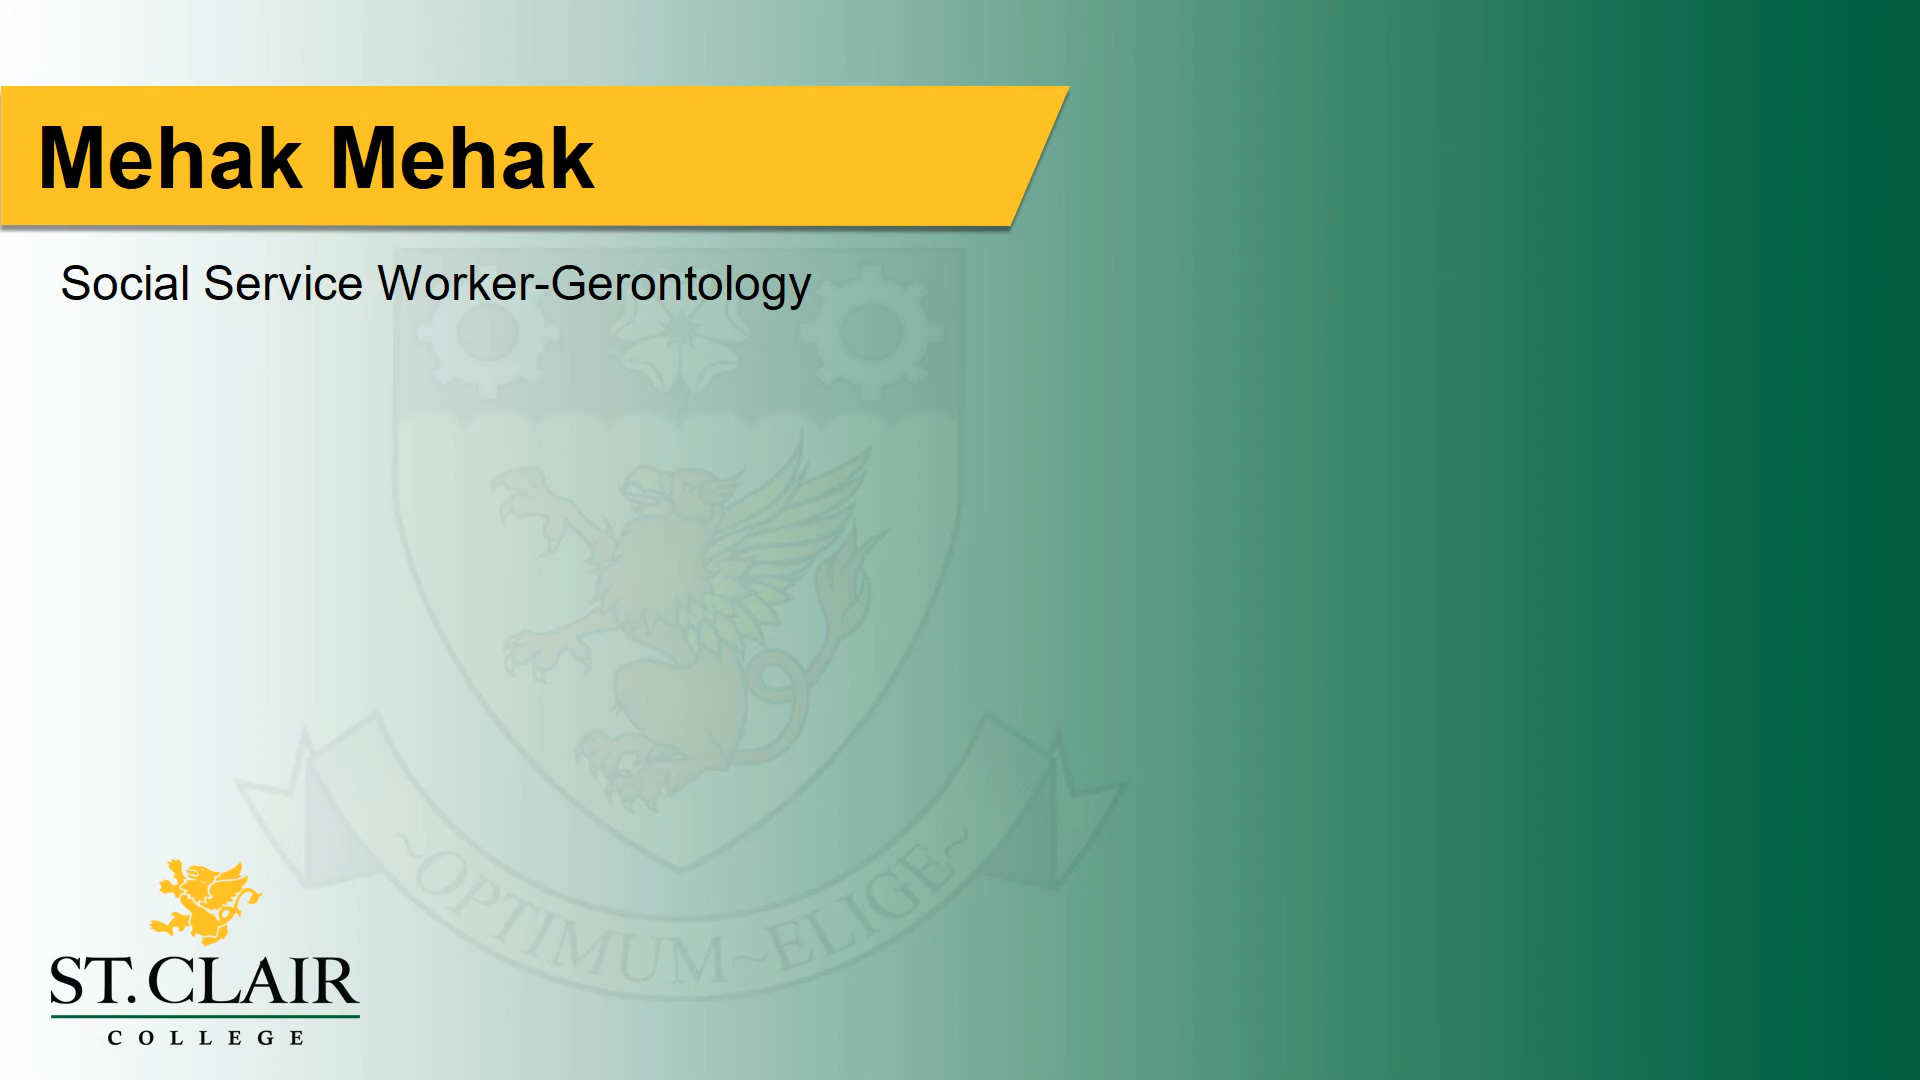 Mehak Mehak
Social Service Worker-Gerontology
~OPTIMUM~ELIGE~
ST. CLAIR
COLLEGE